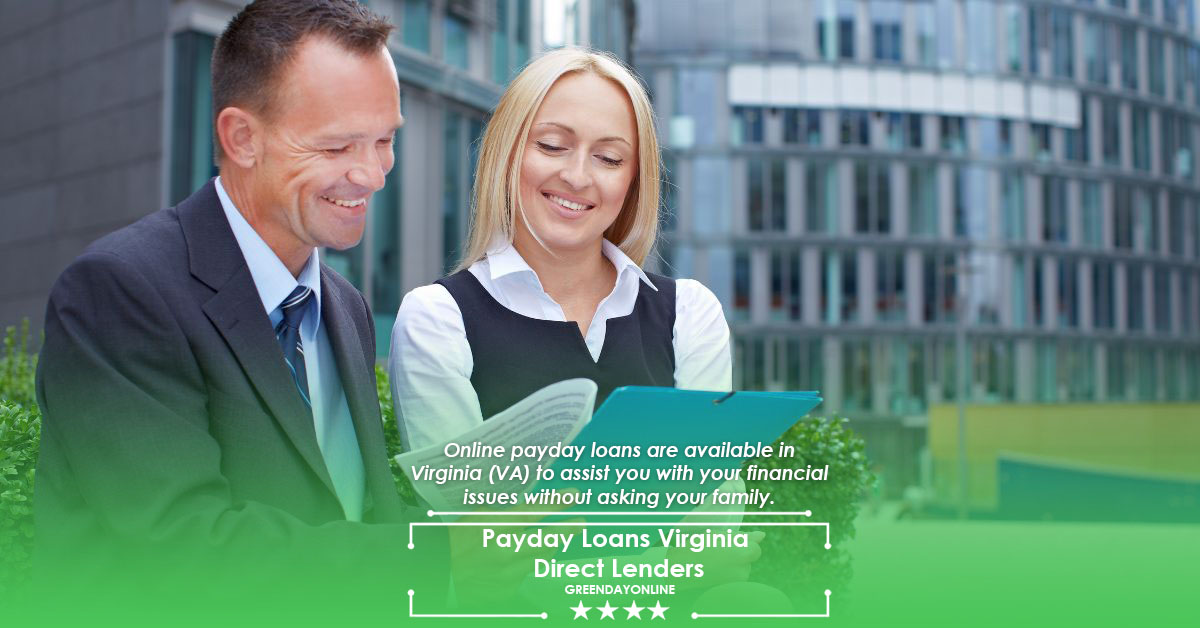 Online payday loans are available in
Virginia (VA) to assist you with your financial
issues without asking your family.
Payday Loans Virginia
Direct Lenders
GREENDAYONLINE